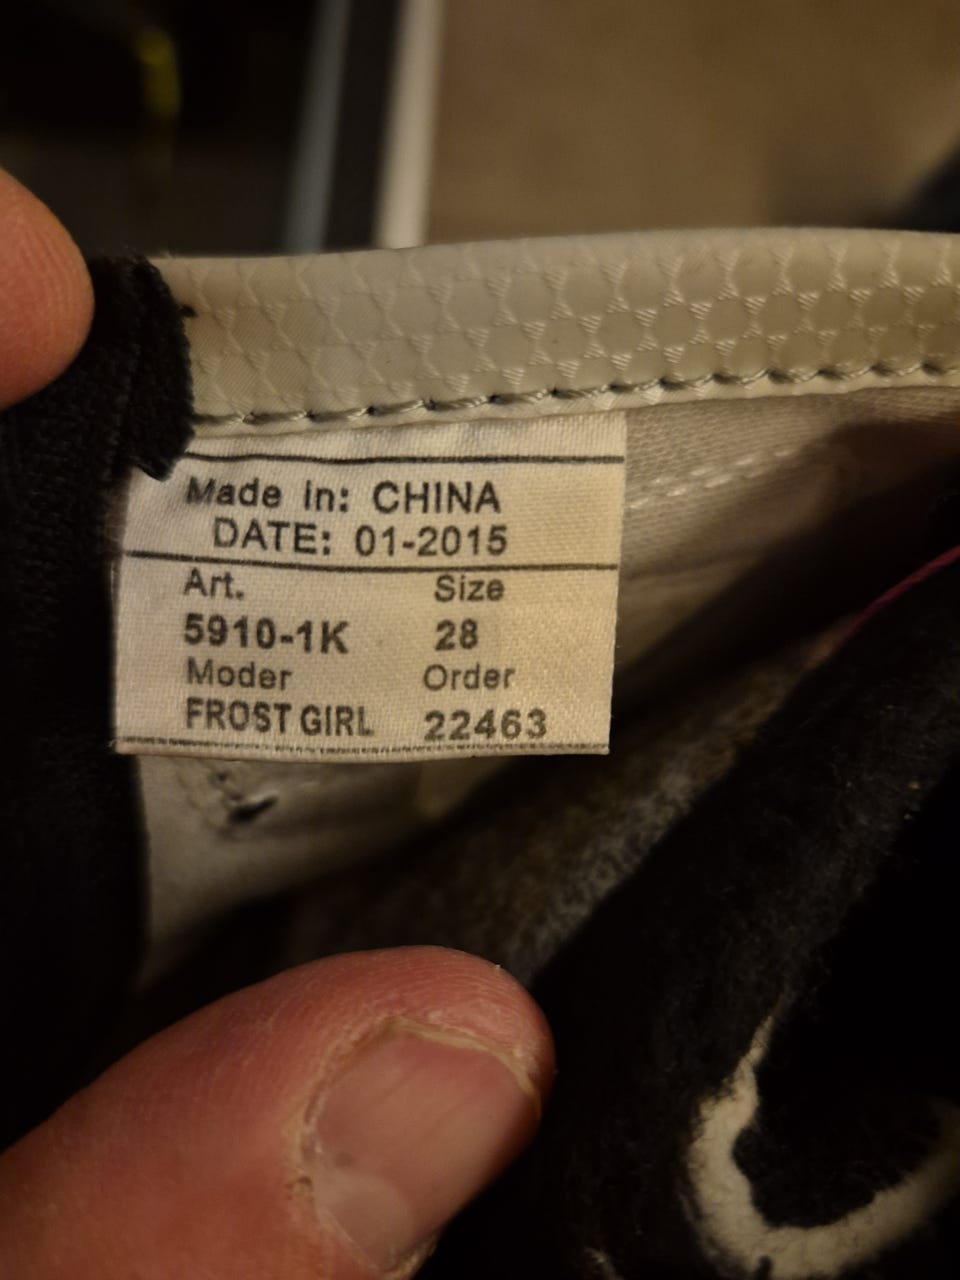 Made in: CHINA
DATE: 01-2015
Art. Size
5910-1K 28
Moder Order
FROST GIRL 22463